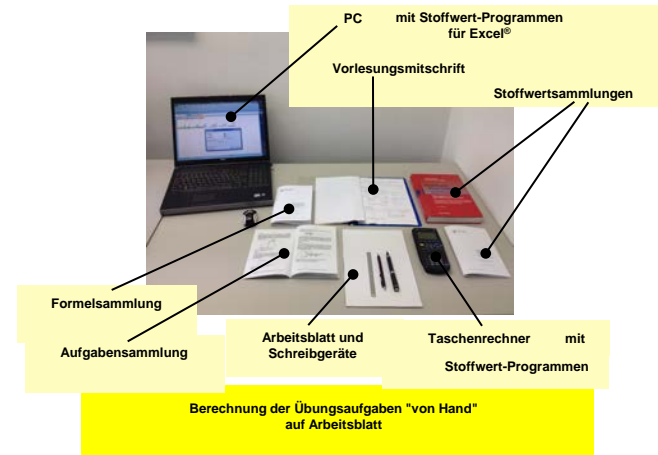 PC mit Stoffwert-Programmen
für Excel®
Vorlesungsmitschrift
Stoffwertsammlungen
Formelsammlung
Aufgabensammlung
Arbeitsblatt und
Schreibgeräte
Taschenrechner mit
Stoffwert-Programmen
Berechnung der Übungsaufgaben "von Hand"
auf Arbeitsblatt